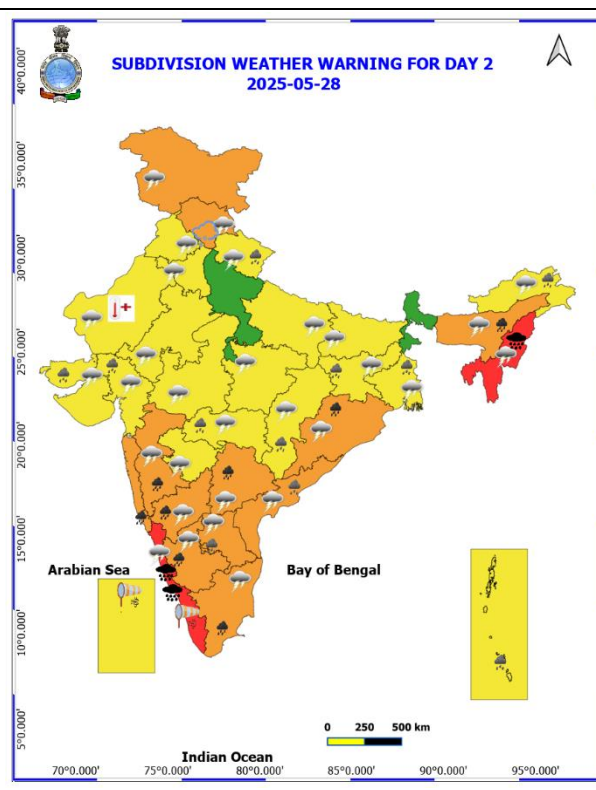 SUBDIVISION WEATHER WARNING FOR DAY 2
2025-05-28
40°0.000'
35°0.000'
30°0.000'
25°0.000'
20°0.000'
15°0.000'
10°0.000'
5°0.000'
Arabian Sea
Bay of Bengal
0 250 500 km
Indian Ocean
70°0.000' 75°0.000' 80°0.000' 85°0.000' 90°0.000' 95°0.000'